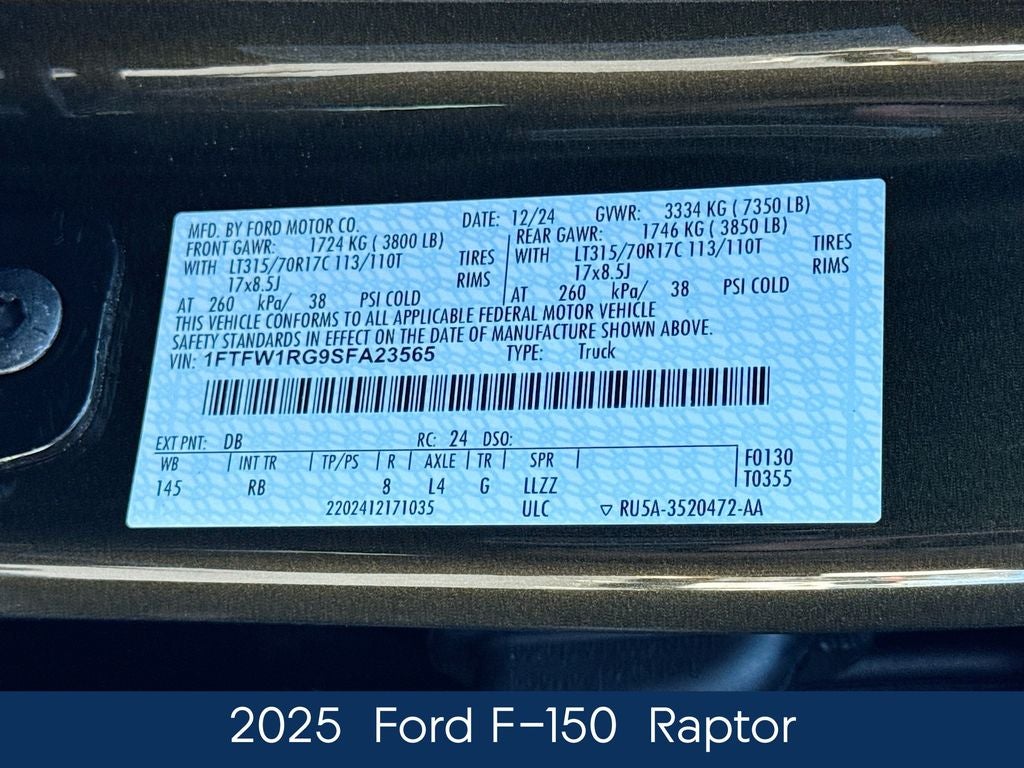 MFD. BY FORD MOTOR CO. DATE: 12/24 GVWR: 3334 KG ( 7350 LB)
FRONT GAWR: 1724 KG ( 3800 LB) REAR GAWR: 1746 KG ( 3850 LB)
WITH LT315/70R17C 113/110T TIRES WITH LT315/70R17C 113/110T TIRES
17x8.5J RIMS 17x8.5J RIMS
AT 260 kPa/ 38 PSI COLD AT 260 kPa/ 38 PSI COLD
THIS VEHICLE CONFORMS TO ALL APPLICABLE FEDERAL MOTOR VEHICLE
SAFETY STANDARDS IN EFFECT ON THE DATE OF MANUFACTURE SHOWN ABOVE.
VIN: 1FTFW1RG9SFA23565 TYPE: Truck
EXT PNT: DB RC: 24 DSO:
WB INT TR TP/PS R AXLE TR SPR F0130
145 RB 8 L4 G LLZZ T0355
2202412171035 ULC ▽ RU5A-3520472-AA
2025 Ford F-150 Raptor